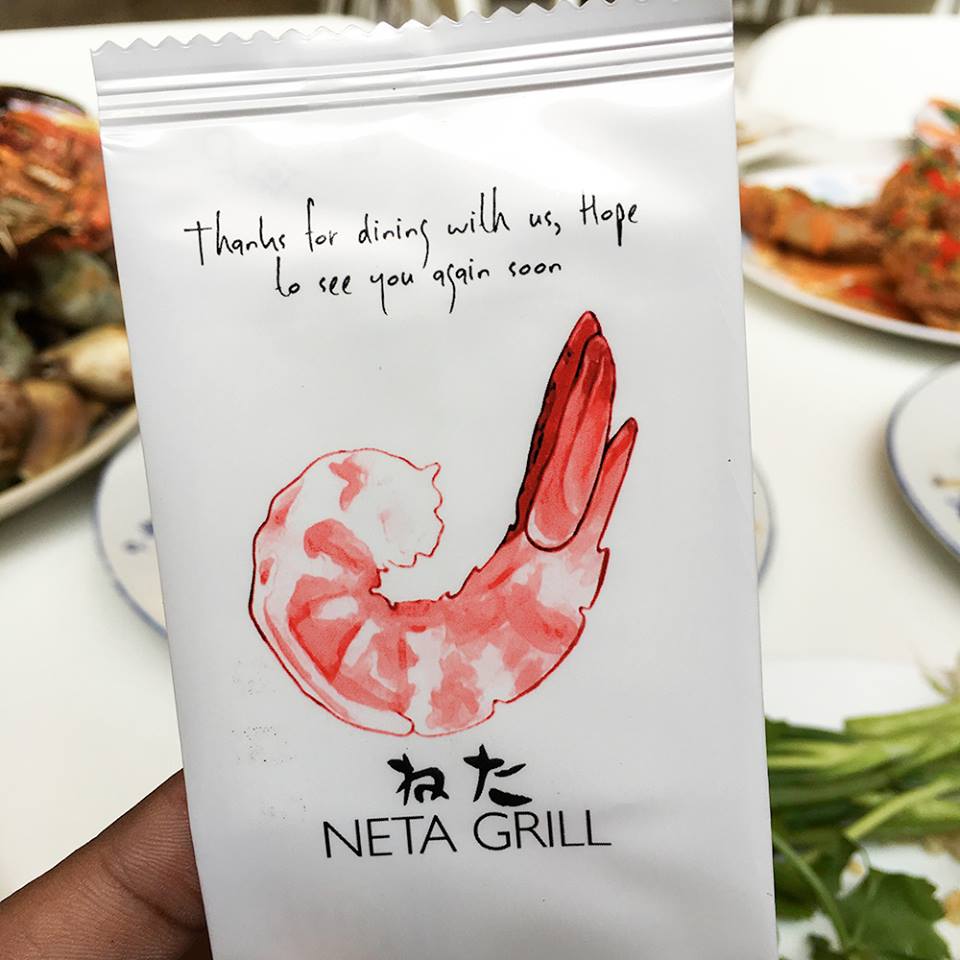 Thanks for dining with us, Hope
to see you again soon
ねた
NETA GRILL